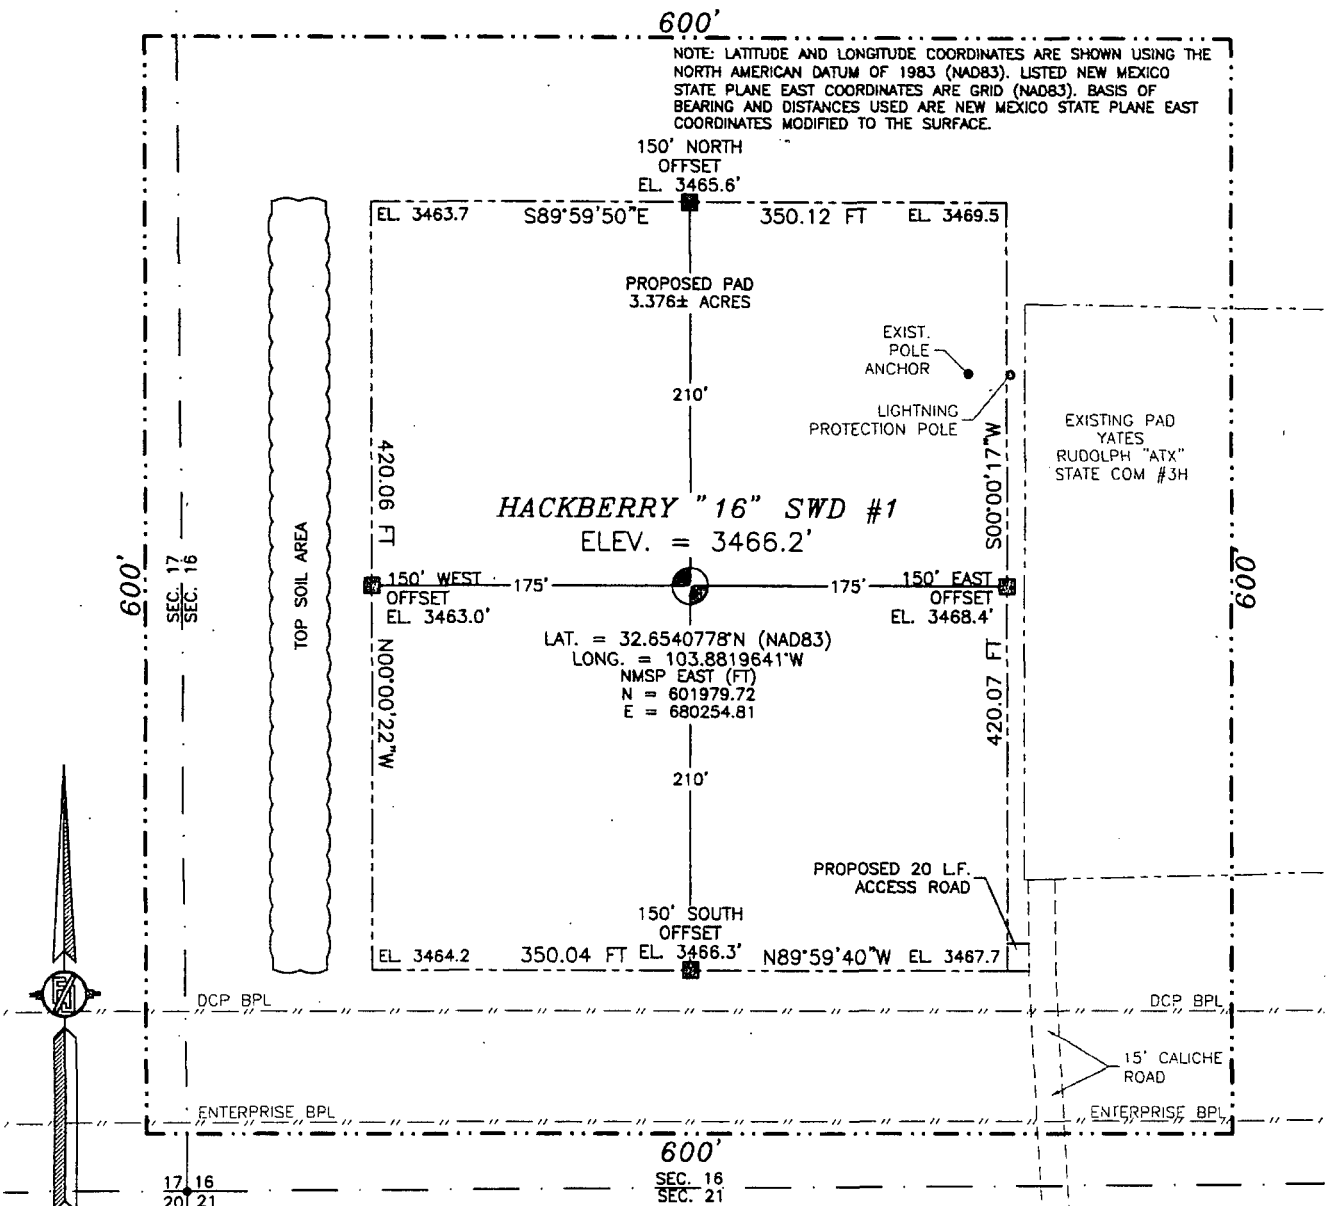 600'
NOTE: LATITUDE AND LONGITUDE COORDINATES ARE SHOWN USING THE
NORTH AMERICAN DATUM OF 1983 (NAD83). LISTED NEW MEXICO
STATE PLANE EAST COORDINATES ARE GRID (NAD83). BASIS OF
BEARING AND DISTANCES USED ARE NEW MEXICO STATE PLANE EAST
COORDINATES MODIFIED TO THE SURFACE.
150' NORTH
OFFSET
EL. 3465.6'
EL. 3463.7
S89°59'50"E
350.12 FT
EL. 3469.5
PROPOSED PAD
3.376± ACRES
EXIST.
POLE
ANCHOR
210'
LIGHTNING
PROTECTION POLE
EXISTING PAD
YATES
RUDOLPH "ATX"
STATE COM #3H
420.06 FT
S00°00'17"W
HACKBERRY "16" SWD #1
ELEV. = 3466.2'
TOP SOIL AREA
600'
SEC. 17
SEC. 16
600'
150' WEST
OFFSET
EL. 3463.0'
175'
175'
150' EAST
OFFSET
EL. 3468.4'
LAT. = 32.6540778°N (NAD83)
LONG. = 103.8819641°W
NMSP EAST (FT)
N = 601979.72
E = 680254.81
N00°00'22"W
420.07 FT
210'
PROPOSED 20 L.F.
ACCESS ROAD
150' SOUTH
OFFSET
EL. 3466.3'
EL. 3464.2
350.04 FT
N89°59'40"W
EL. 3467.7
DCP BPL
DCP BPL
15' CALICHE
ROAD
ENTERPRISE BPL
ENTERPRISE BPL
600'
SEC. 16
SEC. 21
17 16
20 21